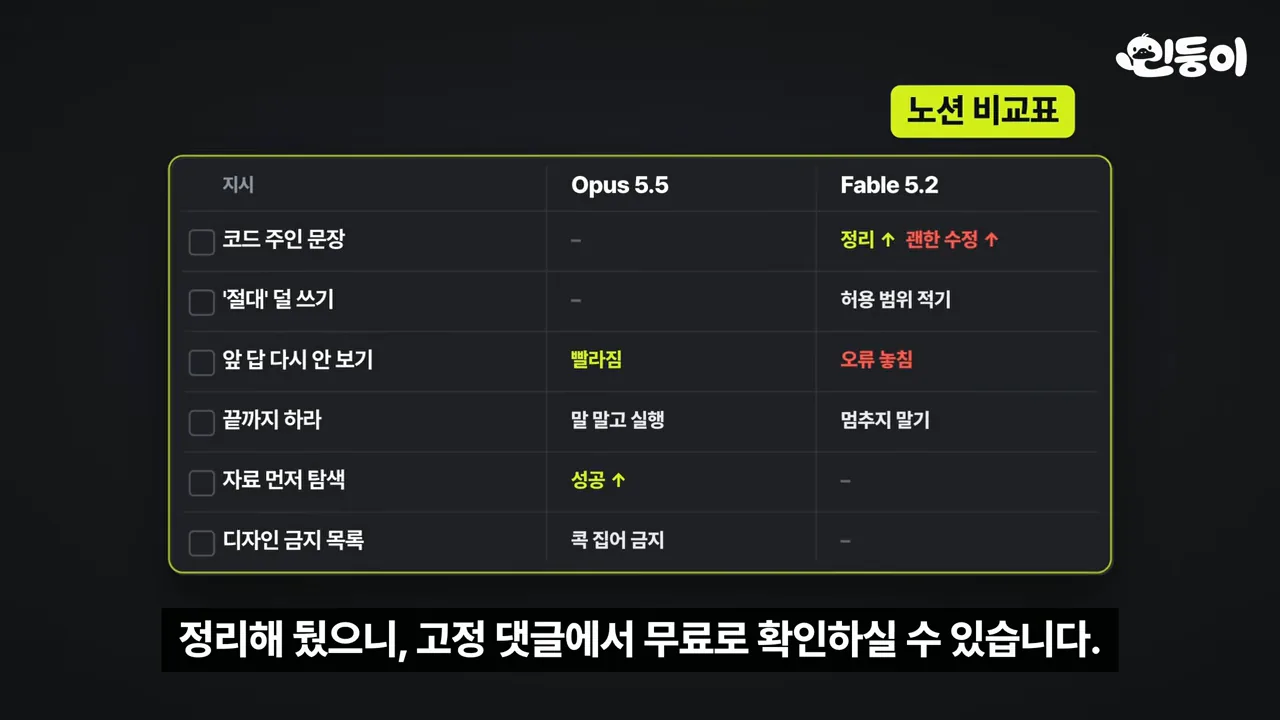 인둥이
노션 비교표
지시 Opus 5.5 Fable 5.2
코드 주인 문장 – 정리 ↑ 괜한 수정 ↑
'절대' 덜 쓰기 – 허용 범위 적기
앞 답 다시 안 보기 빨라짐 오류 놓침
끝까지 하라 말 말고 실행 멈추지 말기
자료 먼저 탐색 성공 ↑ –
디자인 금지 목록 콕 집어 금지 –
정리해 뒀으니, 고정 댓글에서 무료로 확인하실 수 있습니다.